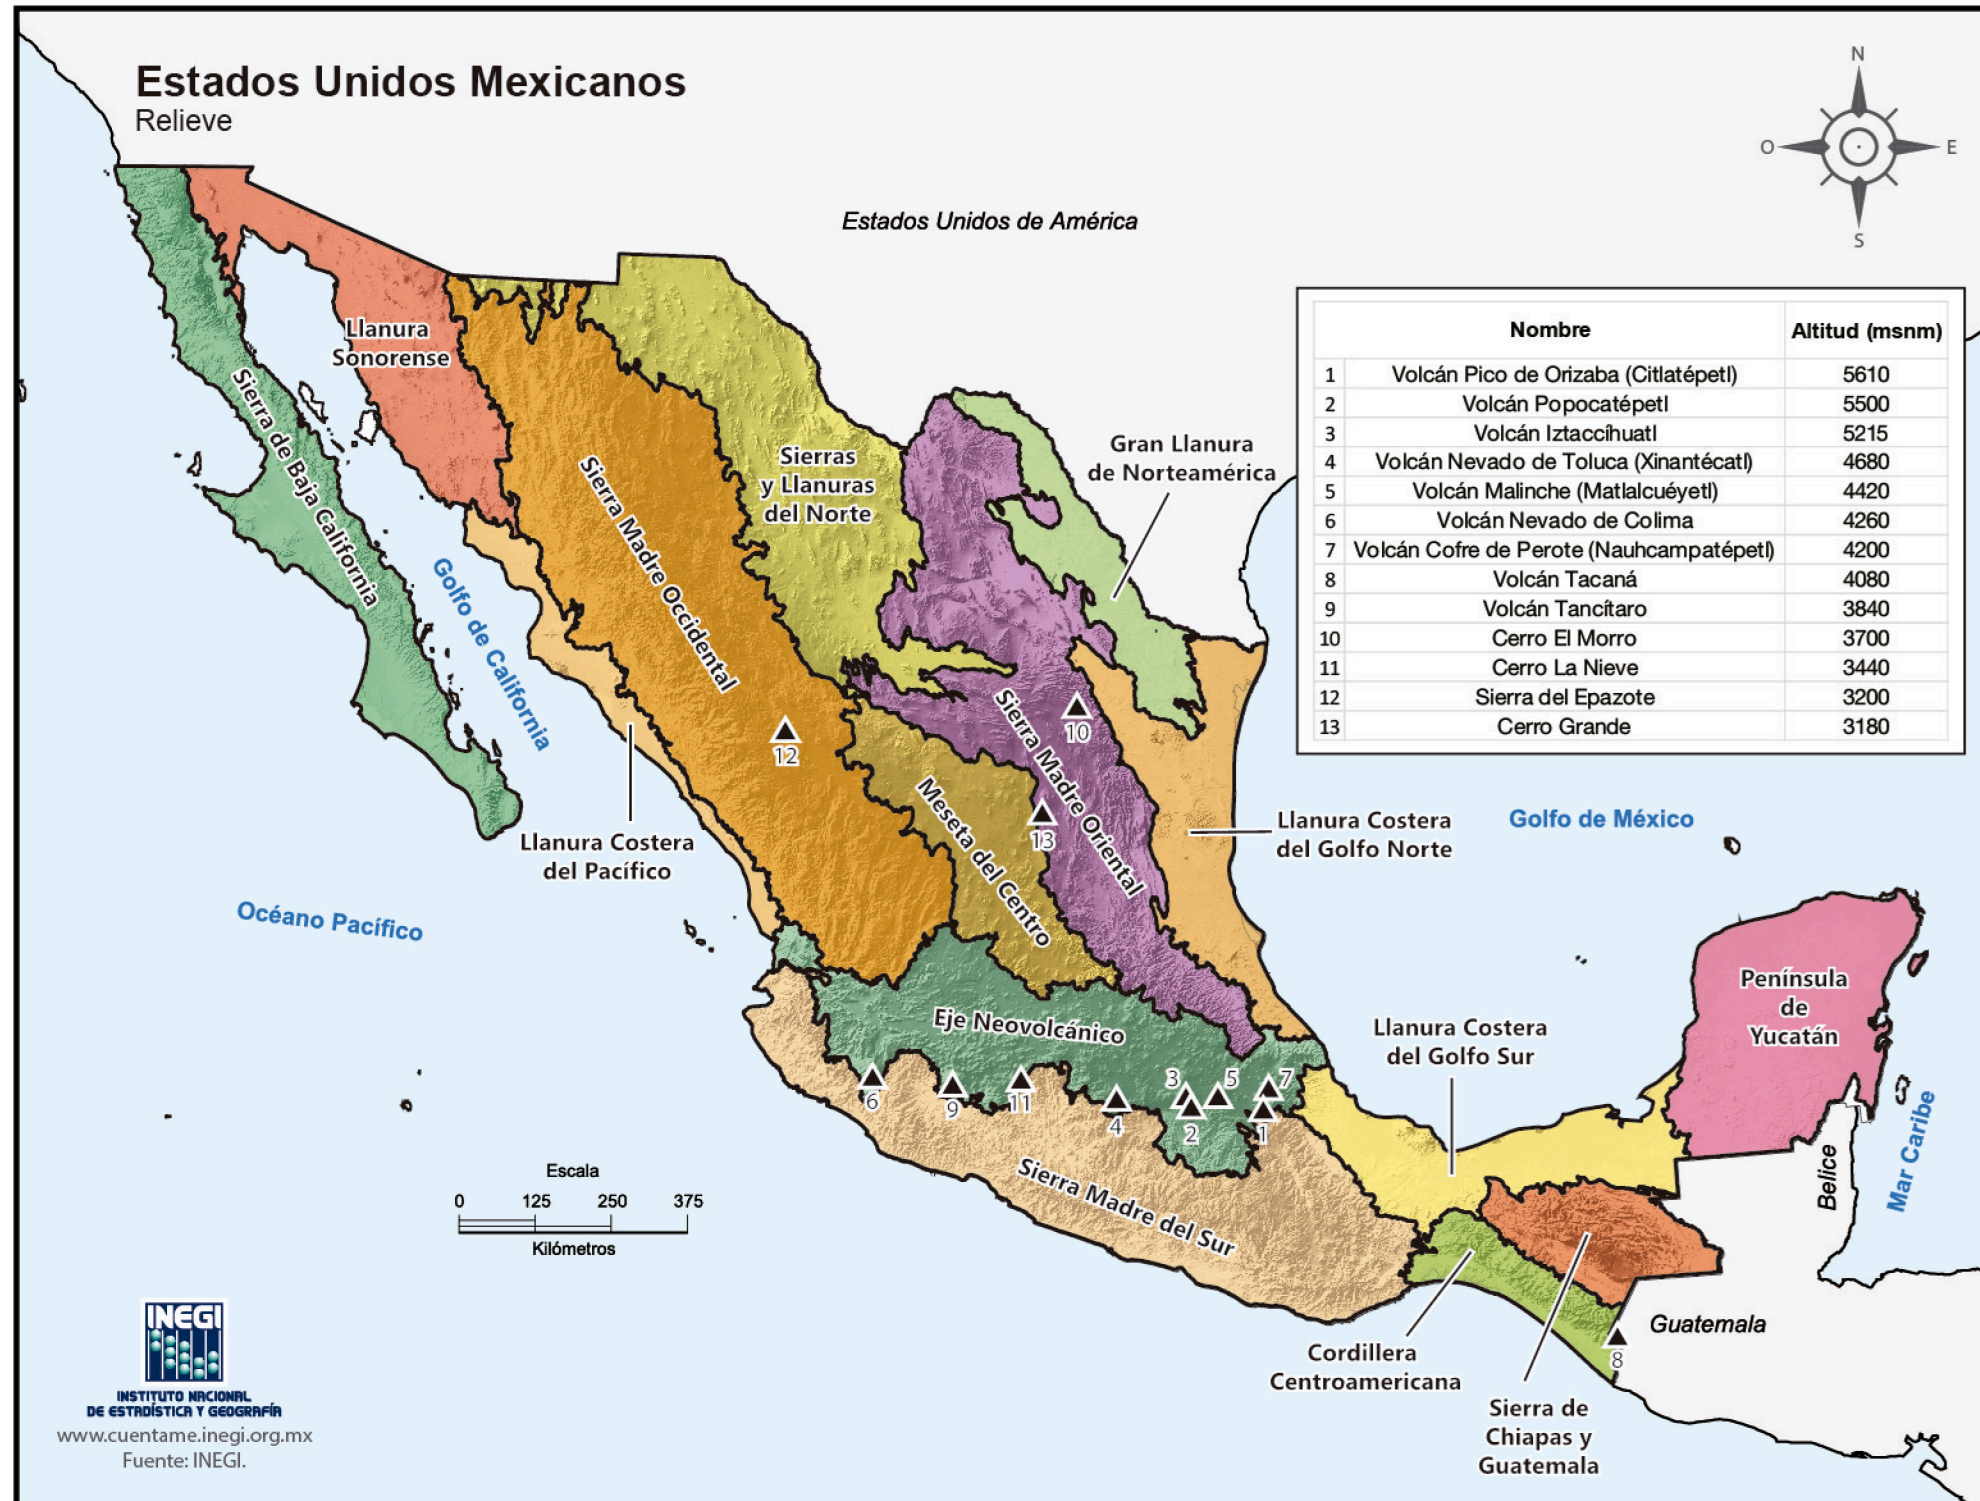 Estados Unidos Mexicanos
Relieve
N
O
E
S
Estados Unidos de América
Nombre Altitud (msnm)
1 Volcán Pico de Orizaba (Citlatépetl) 5610
2 Volcán Popocatépetl 5500
3 Volcán Iztaccíhuatl 5215
4 Volcán Nevado de Toluca (Xinantécatl) 4680
5 Volcán Malinche (Matlalcuéyetl) 4420
6 Volcán Nevado de Colima 4260
7 Volcán Cofre de Perote (Nauhcampatépetl) 4200
8 Volcán Tacaná 4080
9 Volcán Tancítaro 3840
10 Cerro El Morro 3700
11 Cerro La Nieve 3440
12 Sierra del Epazote 3200
13 Cerro Grande 3180
Llanura
Sonorense
Sierra de Baja California
Golfo de California
Sierra Madre Occidental
Sierras
y Llanuras
del Norte
Gran Llanura
de Norteamérica
Sierra Madre Oriental
10
12
13
Meseta del Centro
Llanura Costera
del Pacífico
Llanura Costera
del Golfo Norte
Golfo de México
Océano Pacífico
Península
de
Yucatán
Eje Neovolcánico
Llanura Costera
del Golfo Sur
6
9
11
4
3
2
5
7
1
Sierra Madre del Sur
Belice
Mar Caribe
Escala
0 125 250 375
Kilómetros
Guatemala
8
Cordillera
Centroamericana
Sierra de
Chiapas y
Guatemala
INEGI
INSTITUTO NACIONAL
DE ESTADÍSTICA Y GEOGRAFÍA
www.cuentame.inegi.org.mx
Fuente: INEGI.